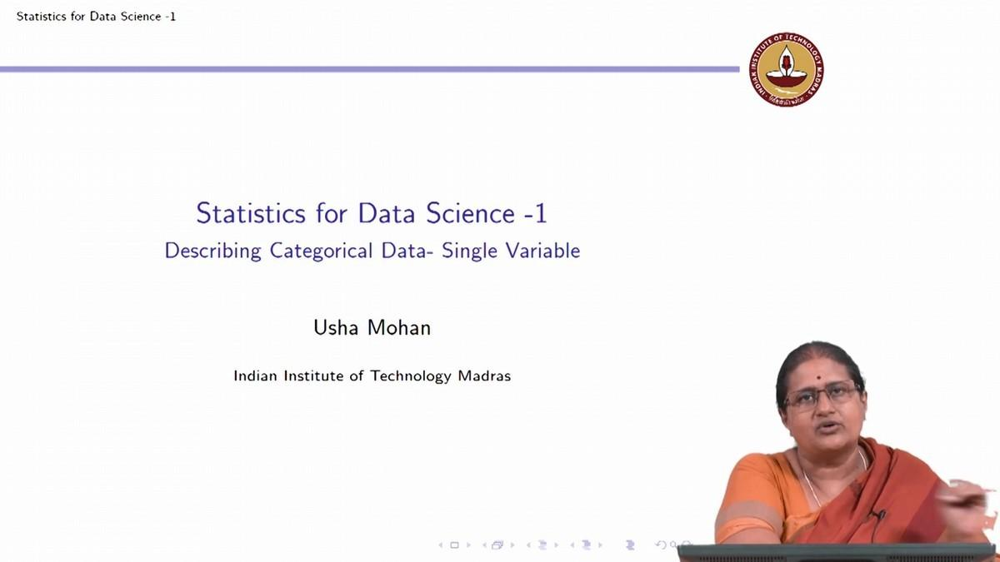 Statistics for Data Science -1
INDIAN INSTITUTE OF TECHNOLOGY MADRAS
Statistics for Data Science -1
Describing Categorical Data- Single Variable
Usha Mohan
Indian Institute of Technology Madras